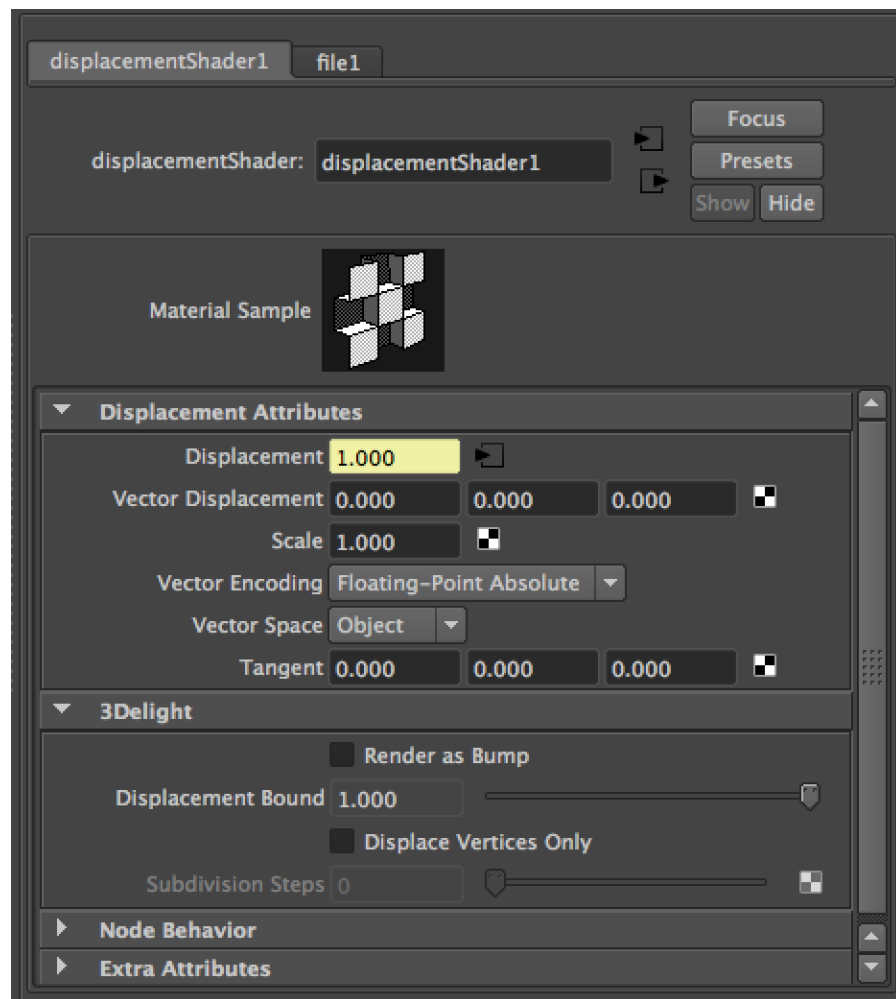 displacementShader1 file1
Focus
displacementShader: displacementShader1 Presets
Show Hide
Material Sample
Displacement Attributes
Displacement 1.000
Vector Displacement 0.000 0.000 0.000
Scale 1.000
Vector Encoding Floating-Point Absolute
Vector Space Object
Tangent 0.000 0.000 0.000
3Delight
Render as Bump
Displacement Bound 1.000
Displace Vertices Only
Subdivision Steps 0
Node Behavior
Extra Attributes